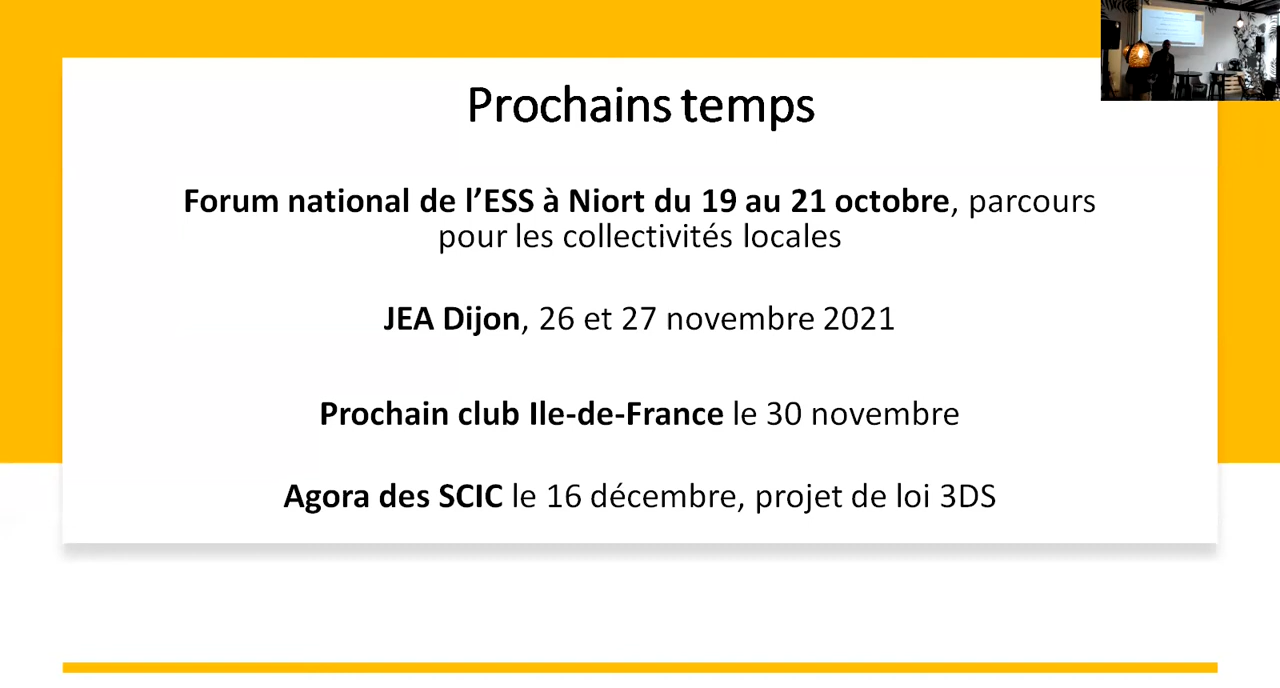 Prochains temps
Forum national de l’ESS à Niort du 19 au 21 octobre, parcours
pour les collectivités locales
JEA Dijon, 26 et 27 novembre 2021
Prochain club Ile-de-France le 30 novembre
Agora des SCIC le 16 décembre, projet de loi 3DS